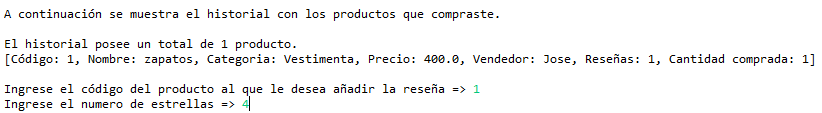 A continuación se muestra el historial con los productos que compraste.
El historial posee un total de 1 producto.
[Código: 1, Nombre: zapatos, Categoria: Vestimenta, Precio: 400.0, Vendedor: Jose, Reseñas: 1, Cantidad comprada: 1]
Ingrese el código del producto al que le desea añadir la reseña => 1
Ingrese el numero de estrellas => 4